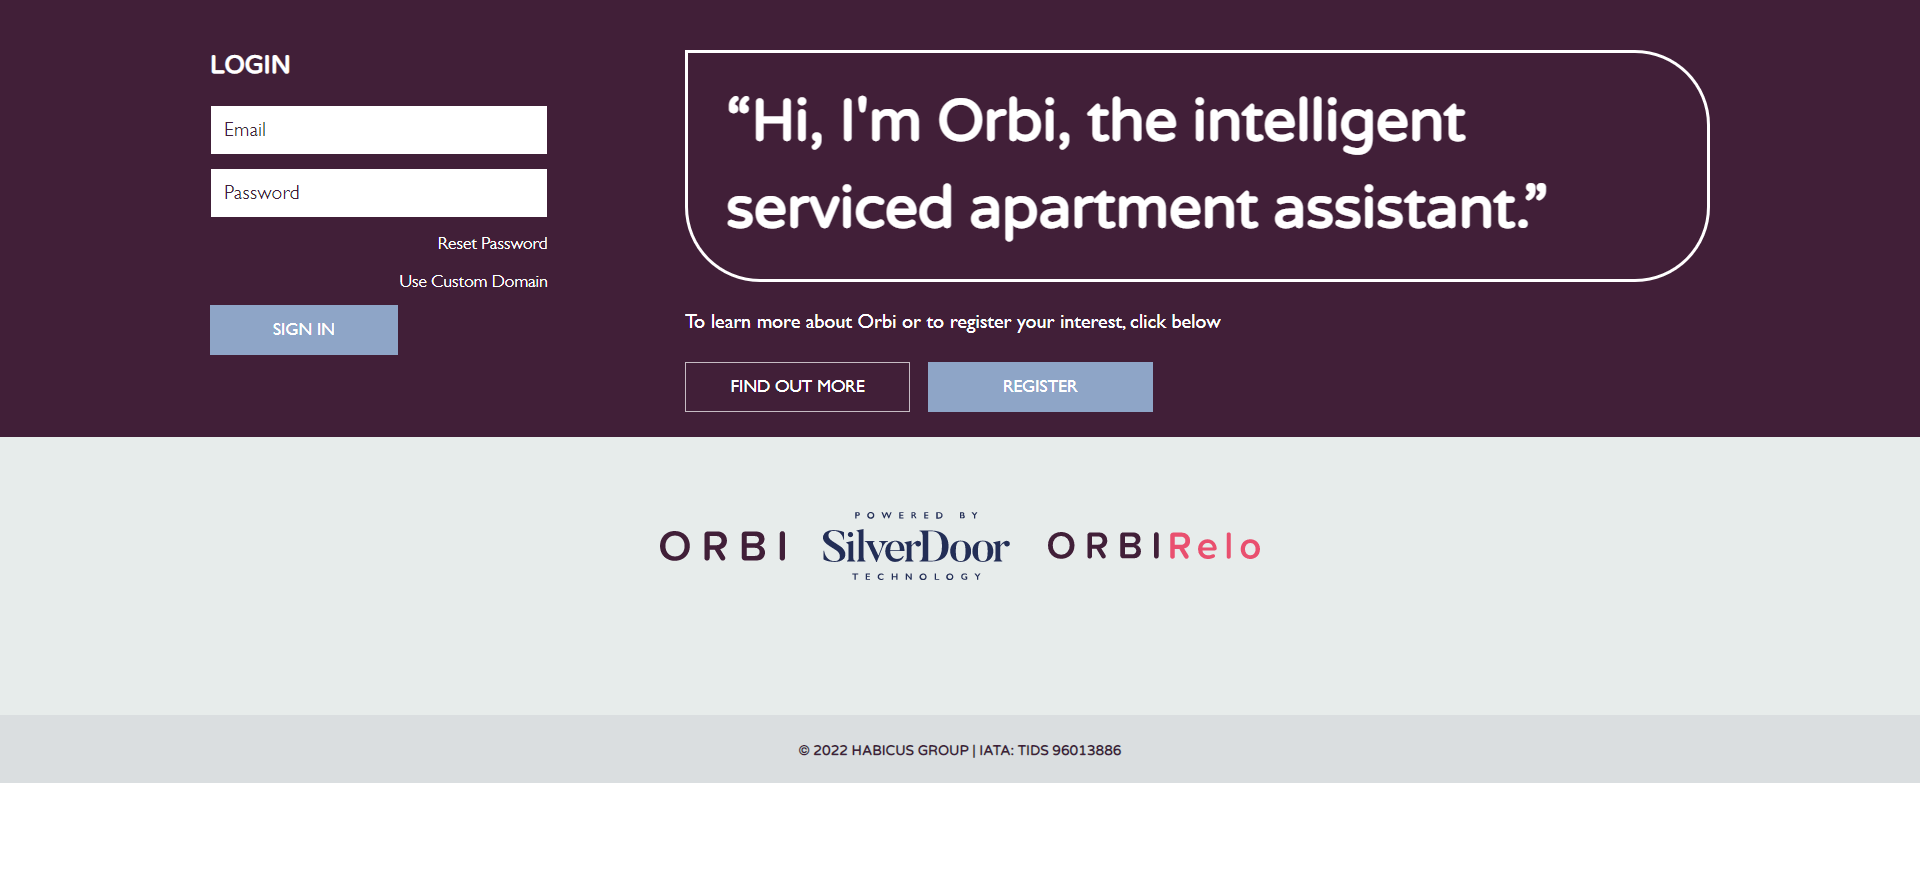 LOGIN
Email
Password
Reset Password
Use Custom Domain
SIGN IN
“Hi, I'm Orbi, the intelligent
serviced apartment assistant.”
To learn more about Orbi or to register your interest, click below
FIND OUT MORE
REGISTER
ORBI
POWERED BY
SilverDoor
TECHNOLOGY
ORBIRelo
© 2022 HABICUS GROUP | IATA: TIDS 96013886